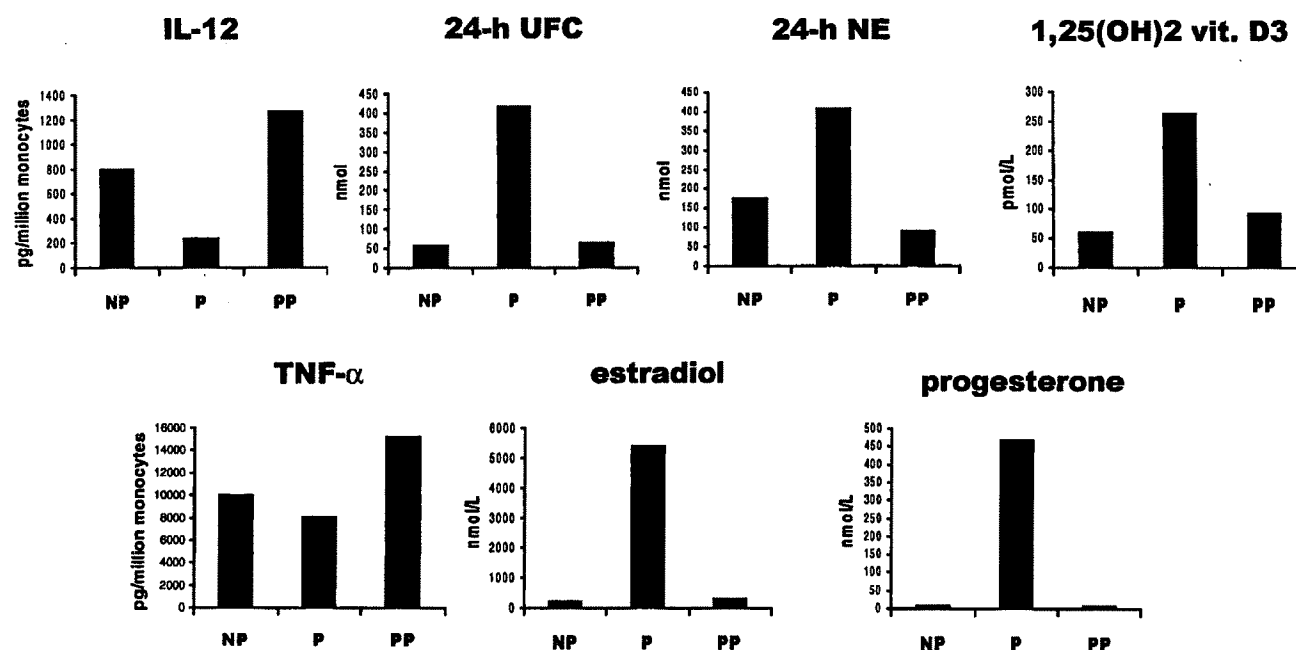 IL-12
24-h UFC
24-h NE
1,25(OH)2 vit. D3
pg/million monocytes
1400
1200
1000
800
600
400
200
0
NP P PP
nmol
450
400
350
300
250
200
150
100
50
0
NP P PP
nmol
450
400
350
300
250
200
150
100
50
0
NP P PP
pmol/L
300
250
200
150
100
50
0
NP P PP
TNF-α
estradiol
progesterone
pg/million monocytes
16000
14000
12000
10000
8000
6000
4000
2000
0
NP P PP
nmol/L
6000
5000
4000
3000
2000
1000
0
NP P PP
nmol/L
500
450
400
350
300
250
200
150
100
50
0
NP P PP